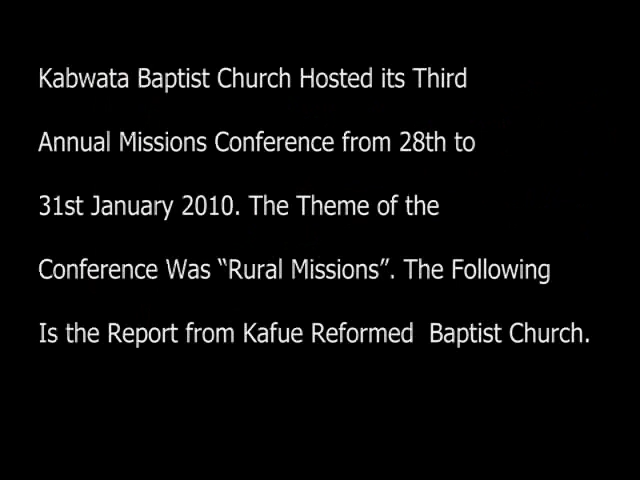 Kabwata Baptist Church Hosted its Third
Annual Missions Conference from 28th to
31st January 2010. The Theme of the
Conference Was “Rural Missions”. The Following
Is the Report from Kafue Reformed  Baptist Church.